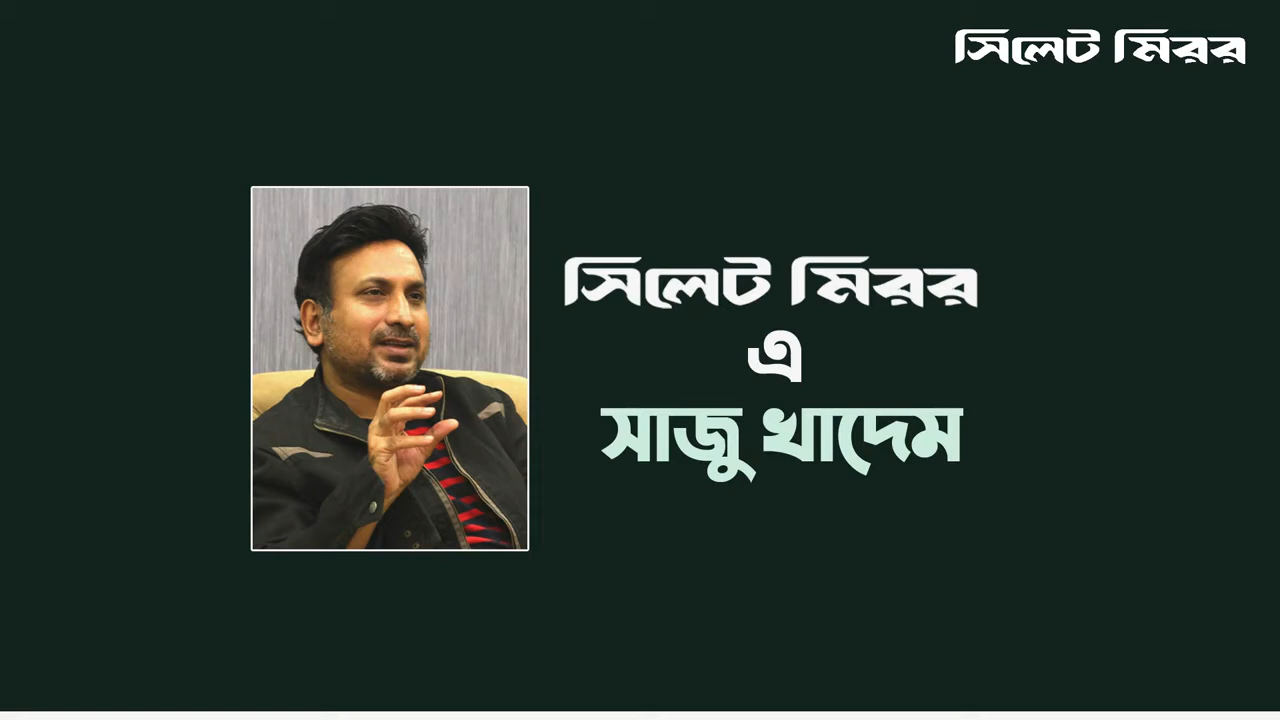 সিলেট মিরর
সিলেট মিরর
এ
সাজু খাদেম